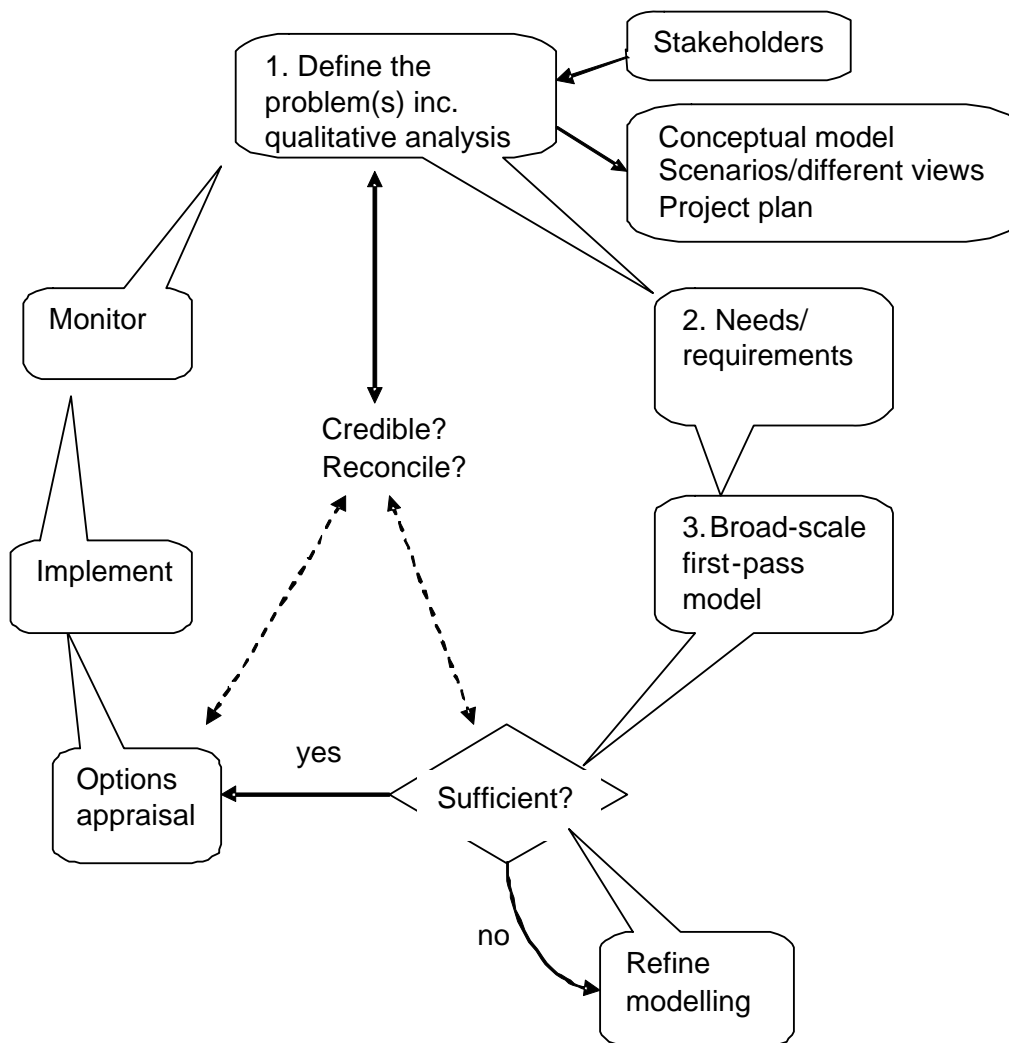 Stakeholders
1. Define the
problem(s) inc.
qualitative analysis
Conceptual model
Scenarios/different views
Project plan
Monitor
2. Needs/
requirements
Credible?
Reconcile?
3. Broad-scale
first-pass
model
Implement
yes
Options
appraisal
Sufficient?
no
Refine
modelling